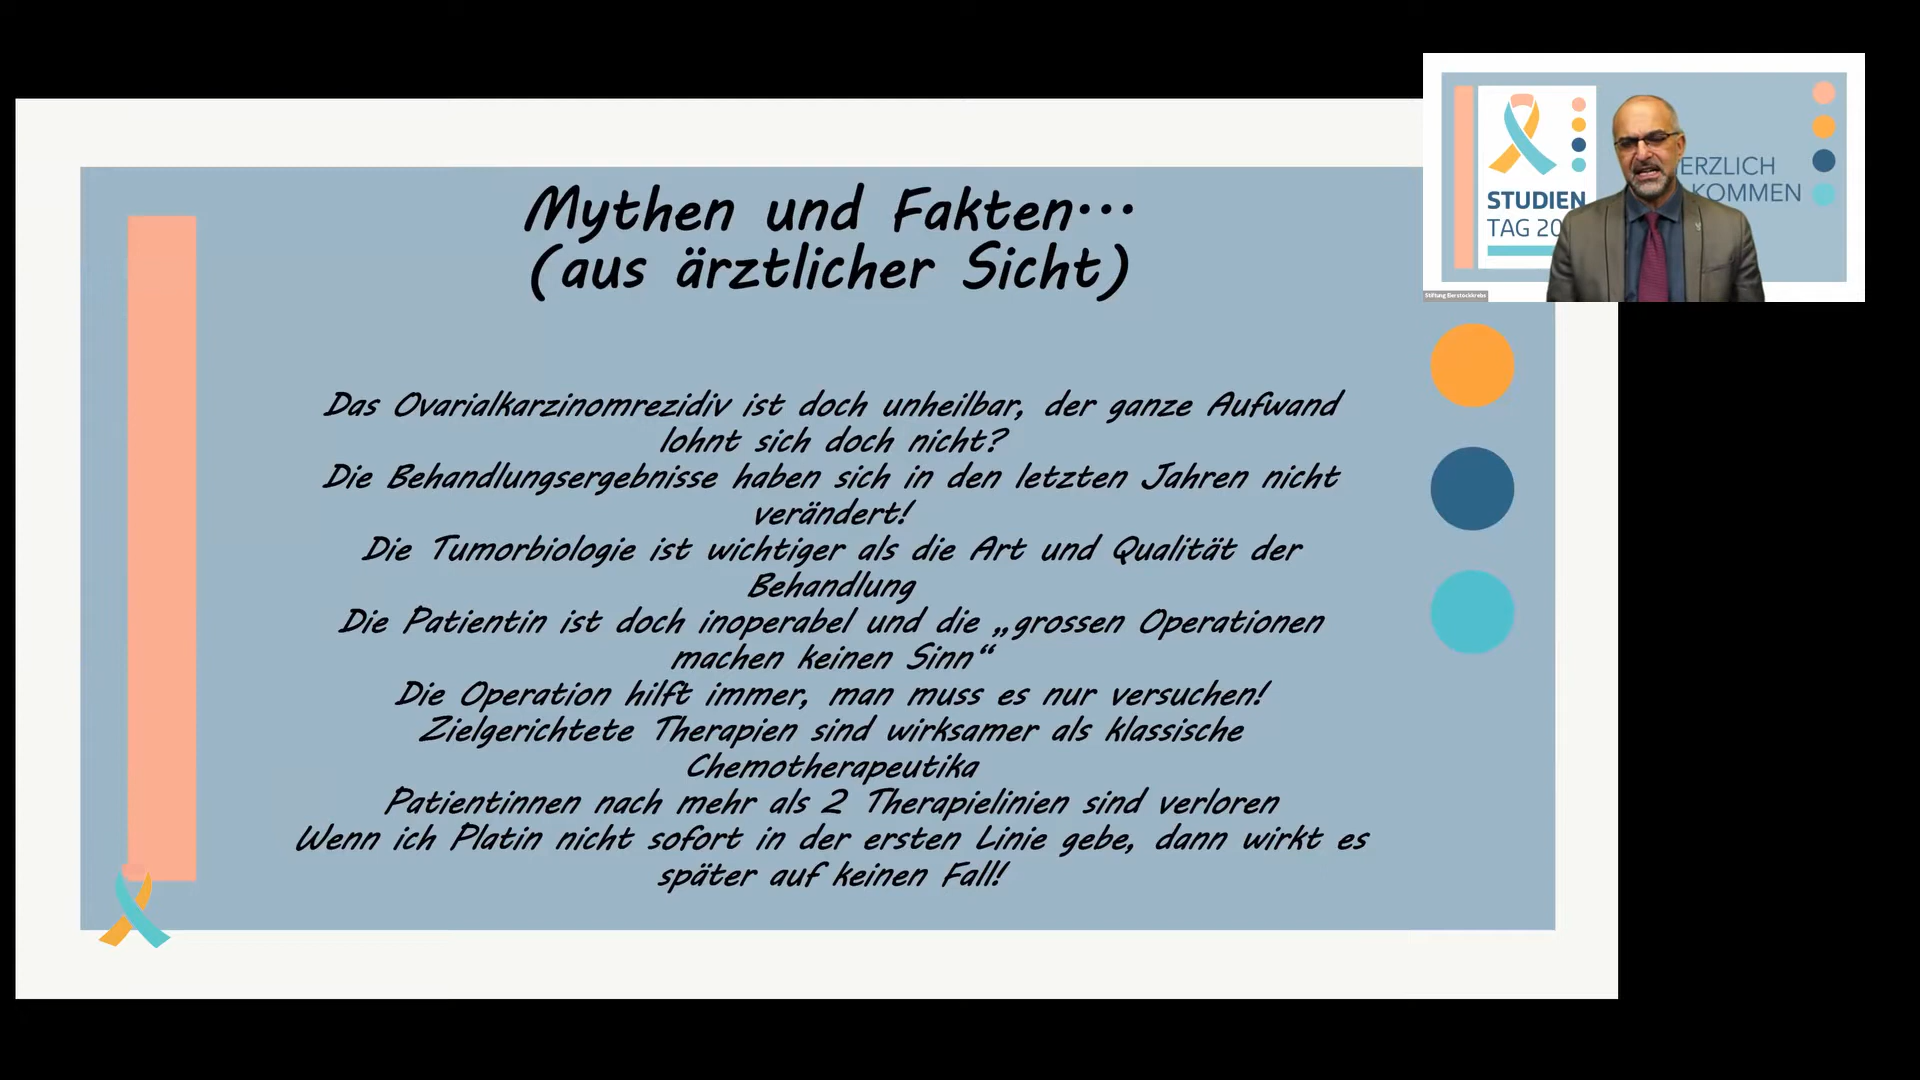 Mythen und Fakten...
(aus ärztlicher Sicht)
Das Ovarialkarzinomrezidiv ist doch unheilbar, der ganze Aufwand
lohnt sich doch nicht?
Die Behandlungsergebnisse haben sich in den letzten Jahren nicht
verändert!
Die Tumorbiologie ist wichtiger als die Art und Qualität der
Behandlung
Die Patientin ist doch inoperabel und die „grossen Operationen
machen keinen Sinn“
Die Operation hilft immer, man muss es nur versuchen!
Zielgerichtete Therapien sind wirksamer als klassische
Chemotherapeutika
Patientinnen nach mehr als 2 Therapielinien sind verloren
Wenn ich Platin nicht sofort in der ersten Linie gebe, dann wirkt es
später auf keinen Fall!
STUDIEN
TAG 20
ERZLICH
KOMMEN
Stiftung Eierstockkrebs